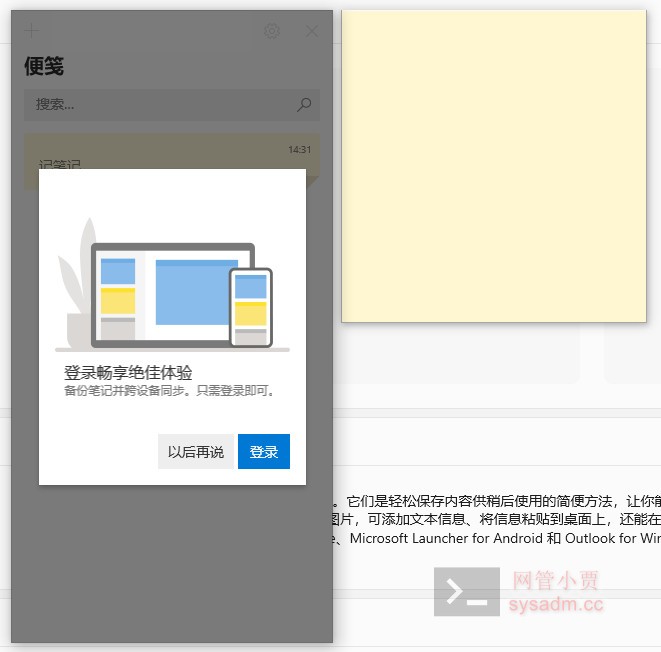 便笺
搜索...
14:31
记笔记
登录畅享绝佳体验
备份笔记并跨设备同步。只需登录即可。
以后再说
登录
。它们是轻松保存内容供稍后使用的简便方法，让你能
图片，可添加文本信息、将信息粘贴到桌面上，还能在
e、Microsoft Launcher for Android 和 Outlook for Win
网管小贾
sysadm.cc